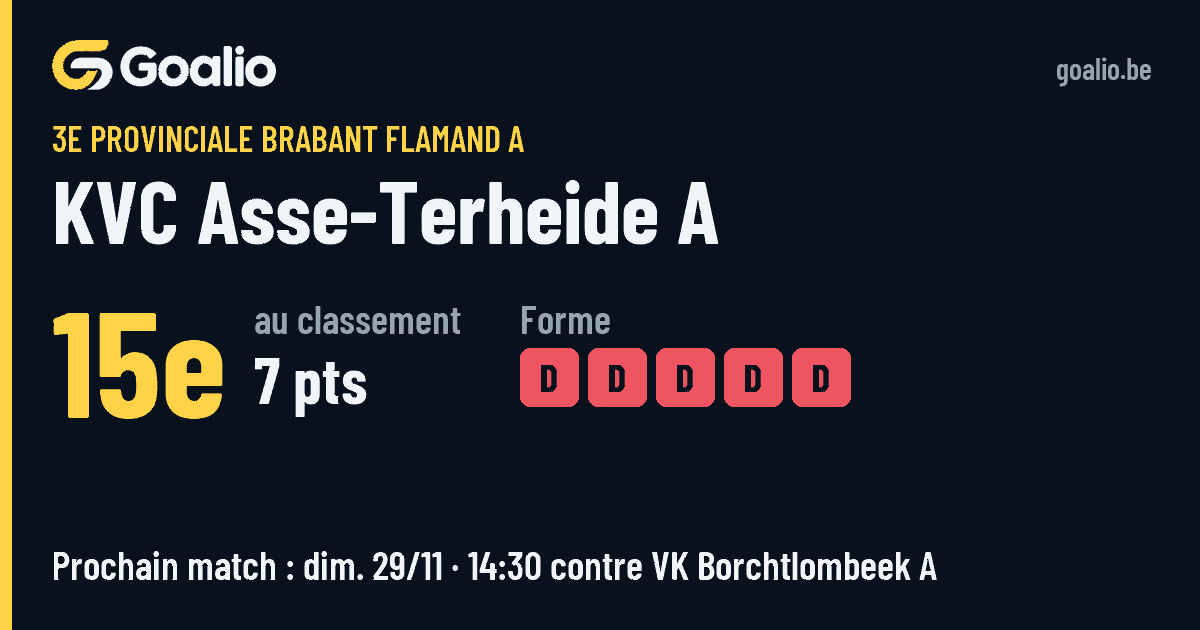 Goalio
goalio.be
3E PROVINCIALE BRABANT FLAMAND A
KVC Asse-Terheide A
15e
au classement
7 pts
Forme
D D D D D
Prochain match : dim. 29/11 · 14:30 contre VK Borchtlombeek A